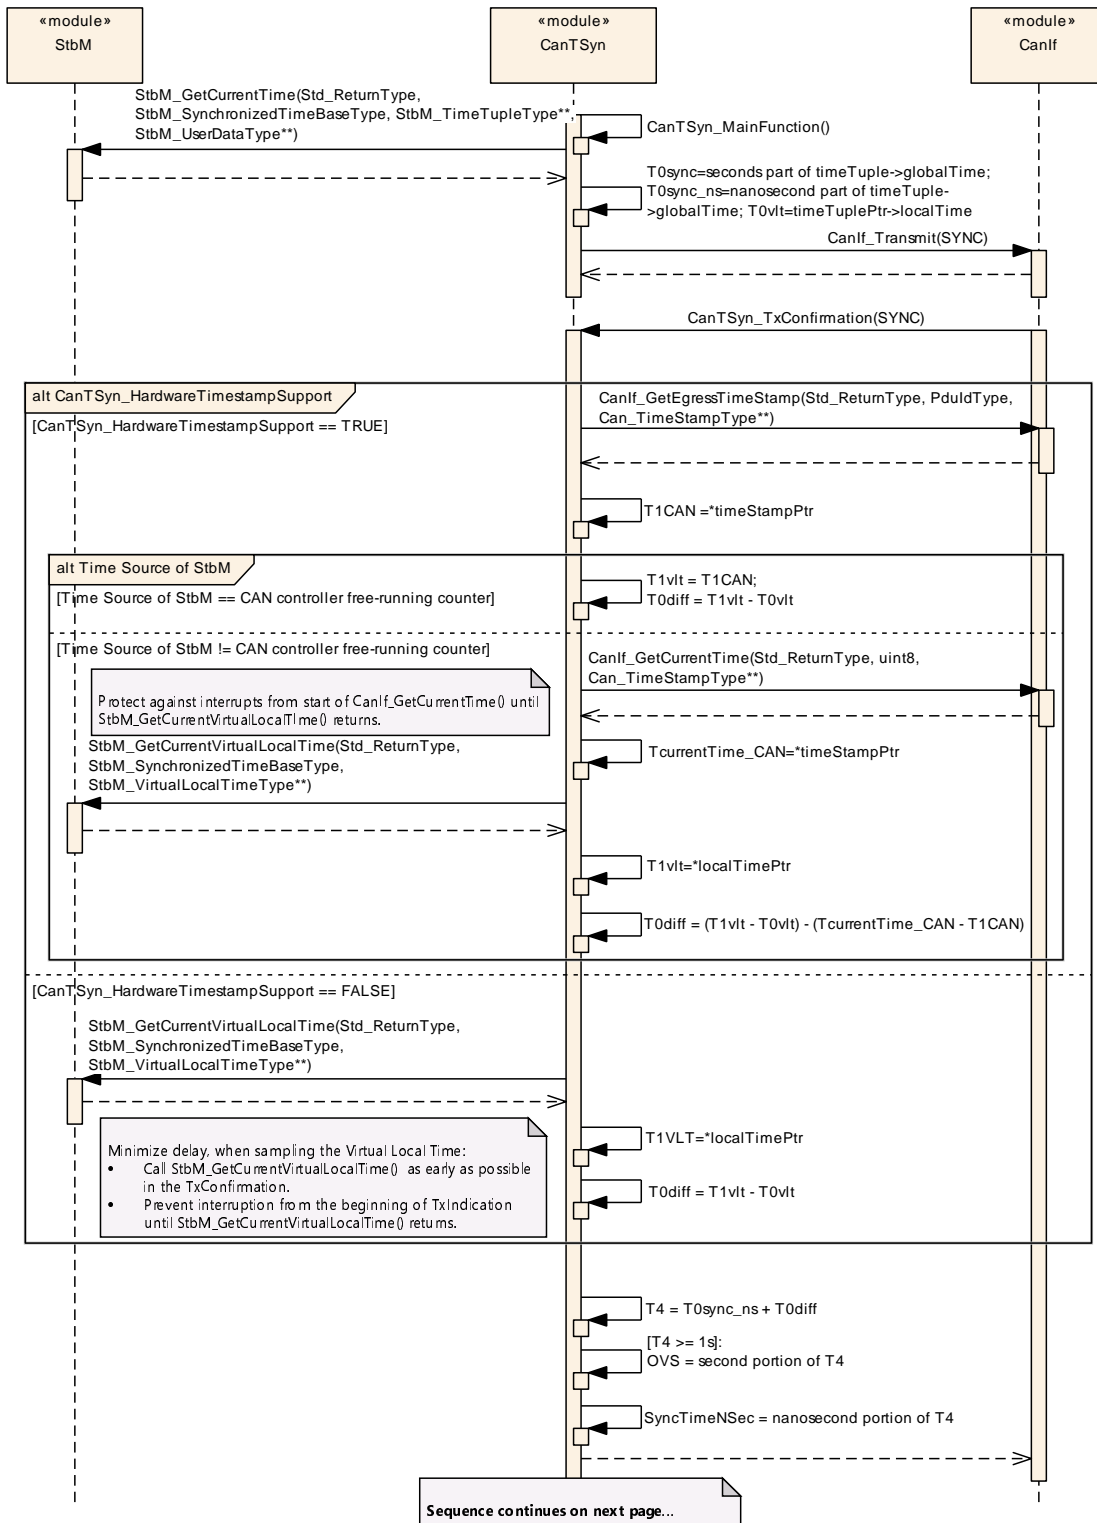 «module»
StbM
«module»
CanTSyn
«module»
CanIf
StbM_GetCurrentTime(Std_ReturnType,
StbM_SynchronizedTimeBaseType, StbM_TimeTupleType**,
StbM_UserDataType**)
CanTSyn_MainFunction()
T0sync=seconds part of timeTuple->globalTime;
T0sync_ns=nanosecond part of timeTuple-
>globalTime; T0vlt=timeTuplePtr->localTime
CanIf_Transmit(SYNC)
CanTSyn_TxConfirmation(SYNC)
alt CanTSyn_HardwareTimestampSupport
[CanTSyn_HardwareTimestampSupport == TRUE]
CanIf_GetEgressTimeStamp(Std_ReturnType, PduIdType,
Can_TimeStampType**)
T1CAN =*timeStampPtr
alt Time Source of StbM
[Time Source of StbM == CAN controller free-running counter]
T1vlt = T1CAN;
T0diff = T1vlt - T0vlt
[Time Source of StbM != CAN controller free-running counter]
CanIf_GetCurrentTime(Std_ReturnType, uint8,
Can_TimeStampType**)
Protect against interrupts from start of CanIf_GetCurrentTime() until
StbM_GetCurrentVirtualLocalTIme() returns.
TcurrentTime_CAN=*timeStampPtr
StbM_GetCurrentVirtualLocalTime(Std_ReturnType,
StbM_SynchronizedTimeBaseType,
StbM_VirtualLocalTimeType**)
T1vlt=*localTimePtr
T0diff = (T1vlt - T0vlt) - (TcurrentTime_CAN - T1CAN)
[CanTSyn_HardwareTimestampSupport == FALSE]
StbM_GetCurrentVirtualLocalTime(Std_ReturnType,
StbM_SynchronizedTimeBaseType,
StbM_VirtualLocalTimeType**)
Minimize delay, when sampling the Virtual Local Time:
• Call StbM_GetCurrentVirtualLocalTime() as early as possible
in the TxConfirmation.
• Prevent interruption from the beginning of TxIndication
until StbM_GetCurrentVirtualLocalTime() returns.
T1VLT=*localTimePtr
T0diff = T1vlt - T0vlt
T4 = T0sync_ns + T0diff
[T4 >= 1s]:
OVS = second portion of T4
SyncTimeNSec = nanosecond portion of T4
Sequence continues on next page...